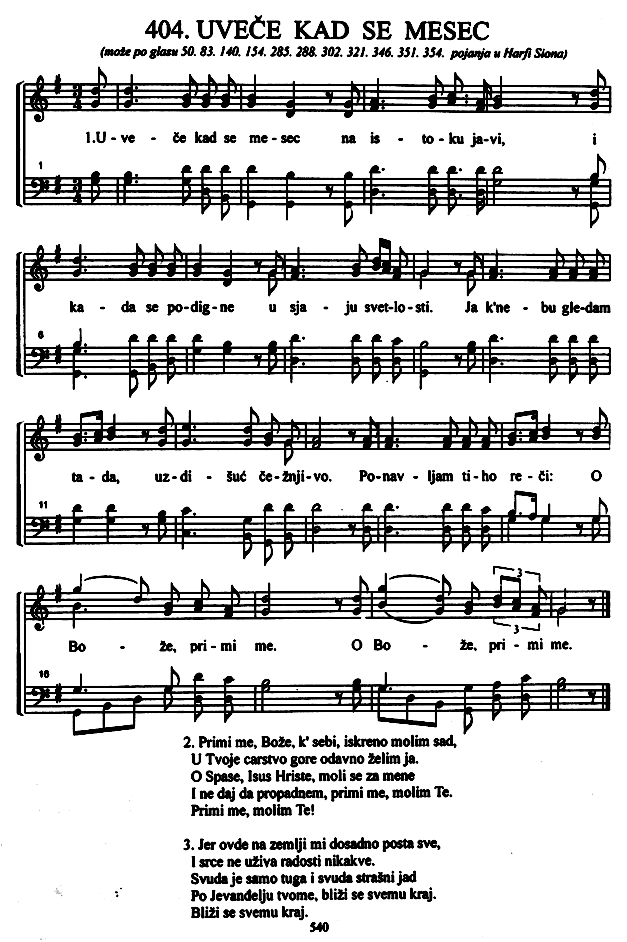 404. UVEČE KAD SE MESEC
(može po glasu 50. 83. 140. 154. 285. 288. 302. 321. 346. 351. 354. pojanja u Harfi Siona)
1.U - ve - če kad se me - sec na is - to - ku ja - vi, i
1
ka - da se po - dig - ne u sja - ju svet - lo - sti. Ja k'ne - bu gle - dam
6
ta - da, uz - di - šuć čež - nji - vo. Po - nav - ljam ti - ho re - či: O
11
3
3
Bo - že, pri - mi me. O Bo - že, pri - mi me.
16
2. Primi me, Bože, k' sebi, iskreno molim sad,
U Tvoje carstvo gore odavno želim ja.
O Spase, Isus Hriste, moli se za mene
I ne daj da propadnem, primi me, molim Te.
Primi me, molim Te!
3. Jer ovde na zemlji mi dosadno posta sve,
I srce ne uživa radosti nikakve.
Svuda je samo tuga i svuda strašni jad
Po Jevanđelju tvome, bliži se svemu kraj.
Bliži se svemu kraj.
540